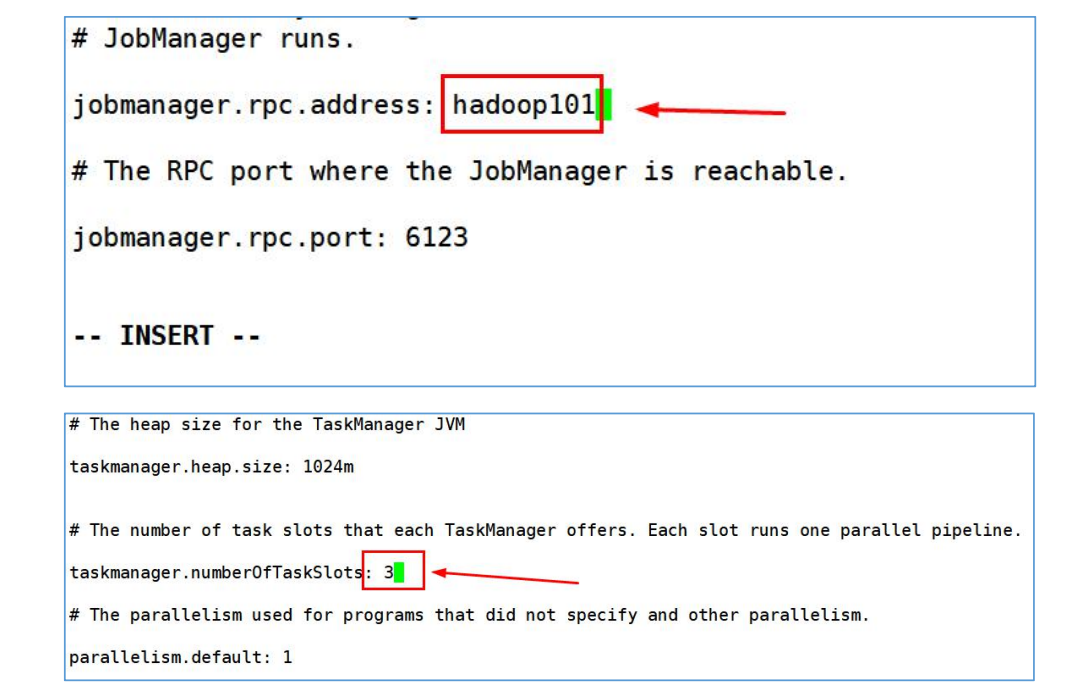 # JobManager runs.
jobmanager.rpc.address: hadoop101
# The RPC port where the JobManager is reachable.
jobmanager.rpc.port: 6123
-- INSERT --
# The heap size for the TaskManager JVM
taskmanager.heap.size: 1024m
# The number of task slots that each TaskManager offers. Each slot runs one parallel pipeline.
taskmanager.numberOfTaskSlots: 3
# The parallelism used for programs that did not specify and other parallelism.
parallelism.default: 1